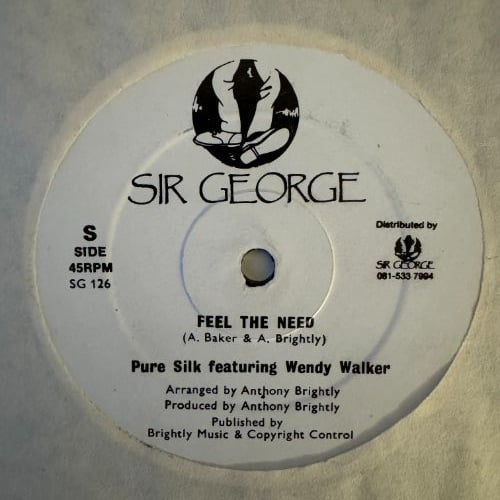 SIR GEORGE
S
SIDE
45RPM
SG 126
Distributed by
SIR GEORGE
081-533 7994
FEEL THE NEED
(A. Baker & A. Brightly)
Pure Silk featuring Wendy Walker
Arranged by Anthony Brightly
Produced by Anthony Brightly
Published by
Brightly Music & Copyright Control